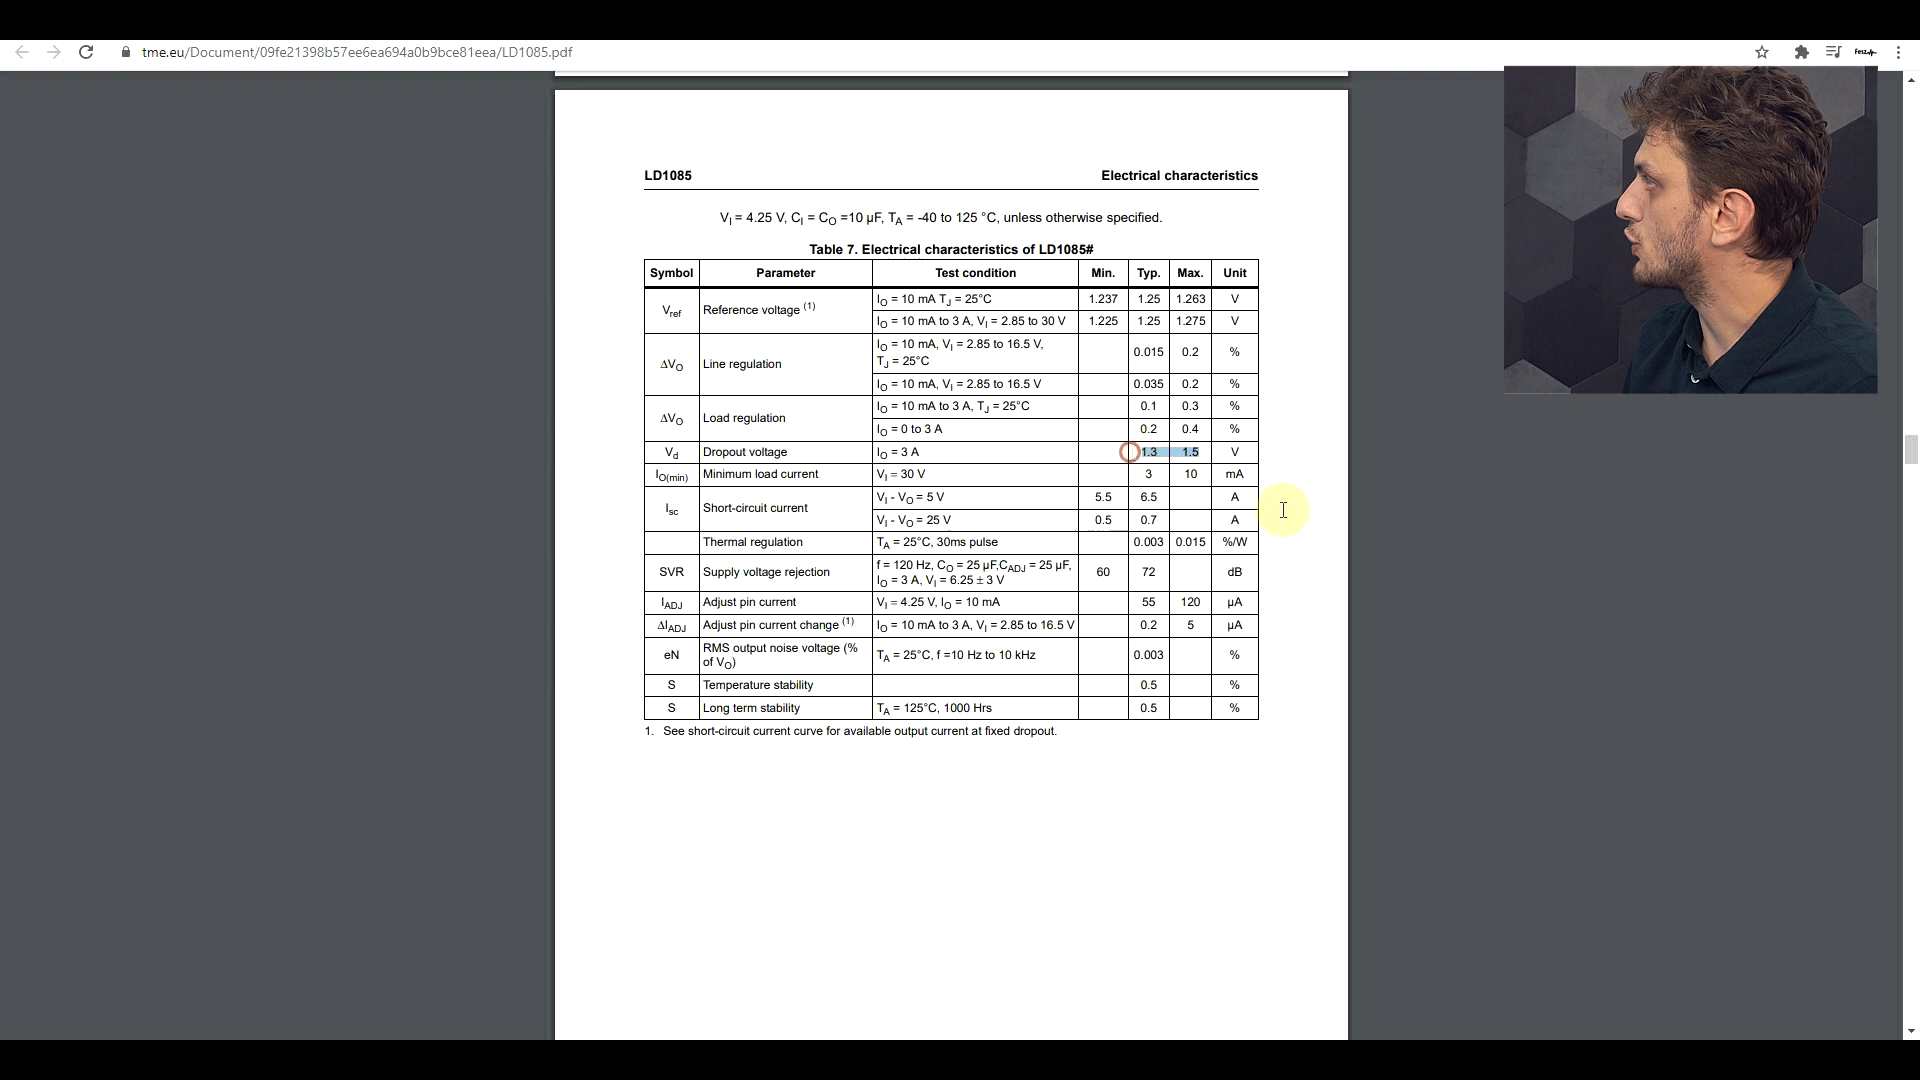 tme.eu/Document/09fe21398b57ee6ea694a0b9bce81eea/LD1085.pdf
Fesz
LD1085 Electrical characteristics
VI = 4.25 V, CI = CO =10 µF, TA = -40 to 125 °C, unless otherwise specified.
Table 7. Electrical characteristics of LD1085#
Symbol Parameter Test condition Min. Typ. Max. Unit
Vref Reference voltage (1) IO = 10 mA TJ = 25°C 1.237 1.25 1.263 V
IO = 10 mA to 3 A, VI = 2.85 to 30 V 1.225 1.25 1.275 V
ΔVO Line regulation IO = 10 mA, VI = 2.85 to 16.5 V,
TJ = 25°C 0.015 0.2 %
IO = 10 mA, VI = 2.85 to 16.5 V 0.035 0.2 %
ΔVO Load regulation IO = 10 mA to 3 A, TJ = 25°C 0.1 0.3 %
IO = 0 to 3 A 0.2 0.4 %
Vd Dropout voltage IO = 3 A 1.3 1.5 V
IO(min) Minimum load current VI = 30 V 3 10 mA
Isc Short-circuit current VI - VO = 5 V 5.5 6.5 A
VI - VO = 25 V 0.5 0.7 A
Thermal regulation TA = 25°C, 30ms pulse 0.003 0.015 %/W
SVR Supply voltage rejection f = 120 Hz, CO = 25 µF,CADJ = 25 µF,
IO = 3 A, VI = 6.25 ± 3 V 60 72 dB
IADJ Adjust pin current VI = 4.25 V, IO = 10 mA 55 120 µA
ΔIADJ Adjust pin current change (1) IO = 10 mA to 3 A, VI = 2.85 to 16.5 V 0.2 5 µA
eN RMS output noise voltage (%
of VO) TA = 25°C, f =10 Hz to 10 kHz 0.003 %
S Temperature stability 0.5 %
S Long term stability TA = 125°C, 1000 Hrs 0.5 %
1. See short-circuit current curve for available output current at fixed dropout.